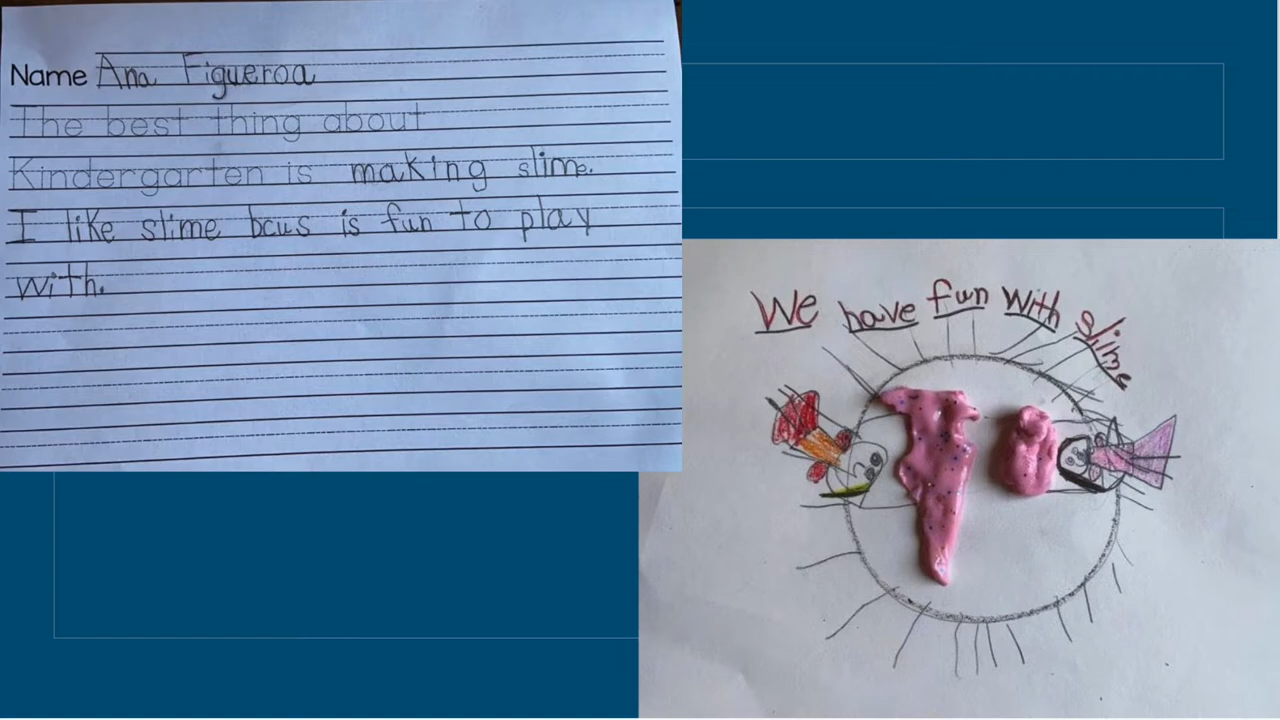 Name Ana Figueroa
The best thing about
Kindergarten is making slime.
I like slime bcus is fun to play
with.
We have fun with slime